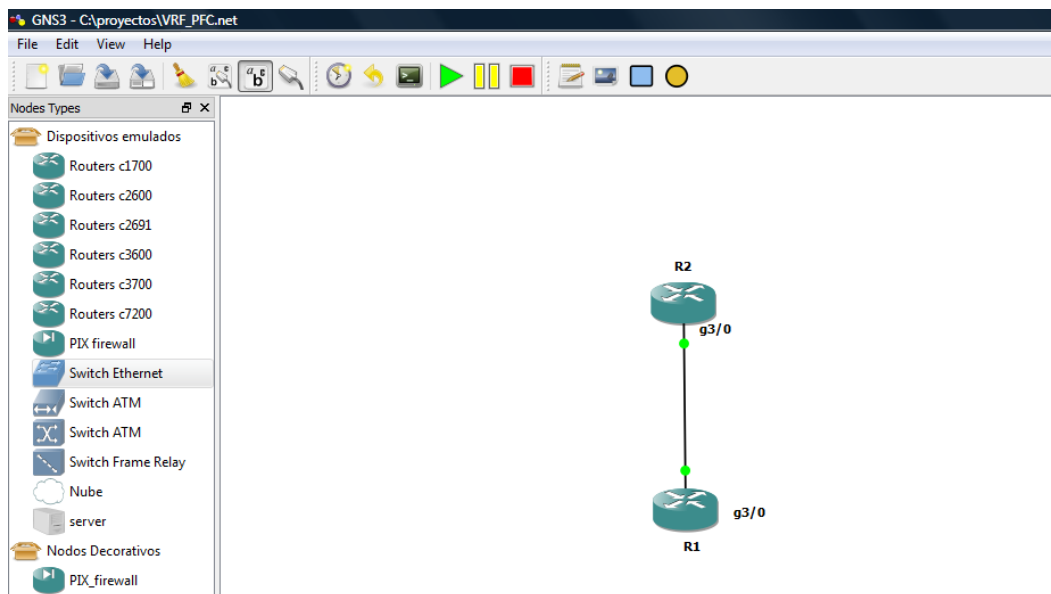 GNS3 - C:\proyectos\VRF_PFC.net
File Edit View Help
Nodes Types
Dispositivos emulados
Routers c1700
Routers c2600
Routers c2691
Routers c3600
Routers c3700
Routers c7200
PIX firewall
Switch Ethernet
Switch ATM
Switch ATM
Switch Frame Relay
Nube
server
Nodos Decorativos
PIX_firewall
R2
g3/0
g3/0
R1